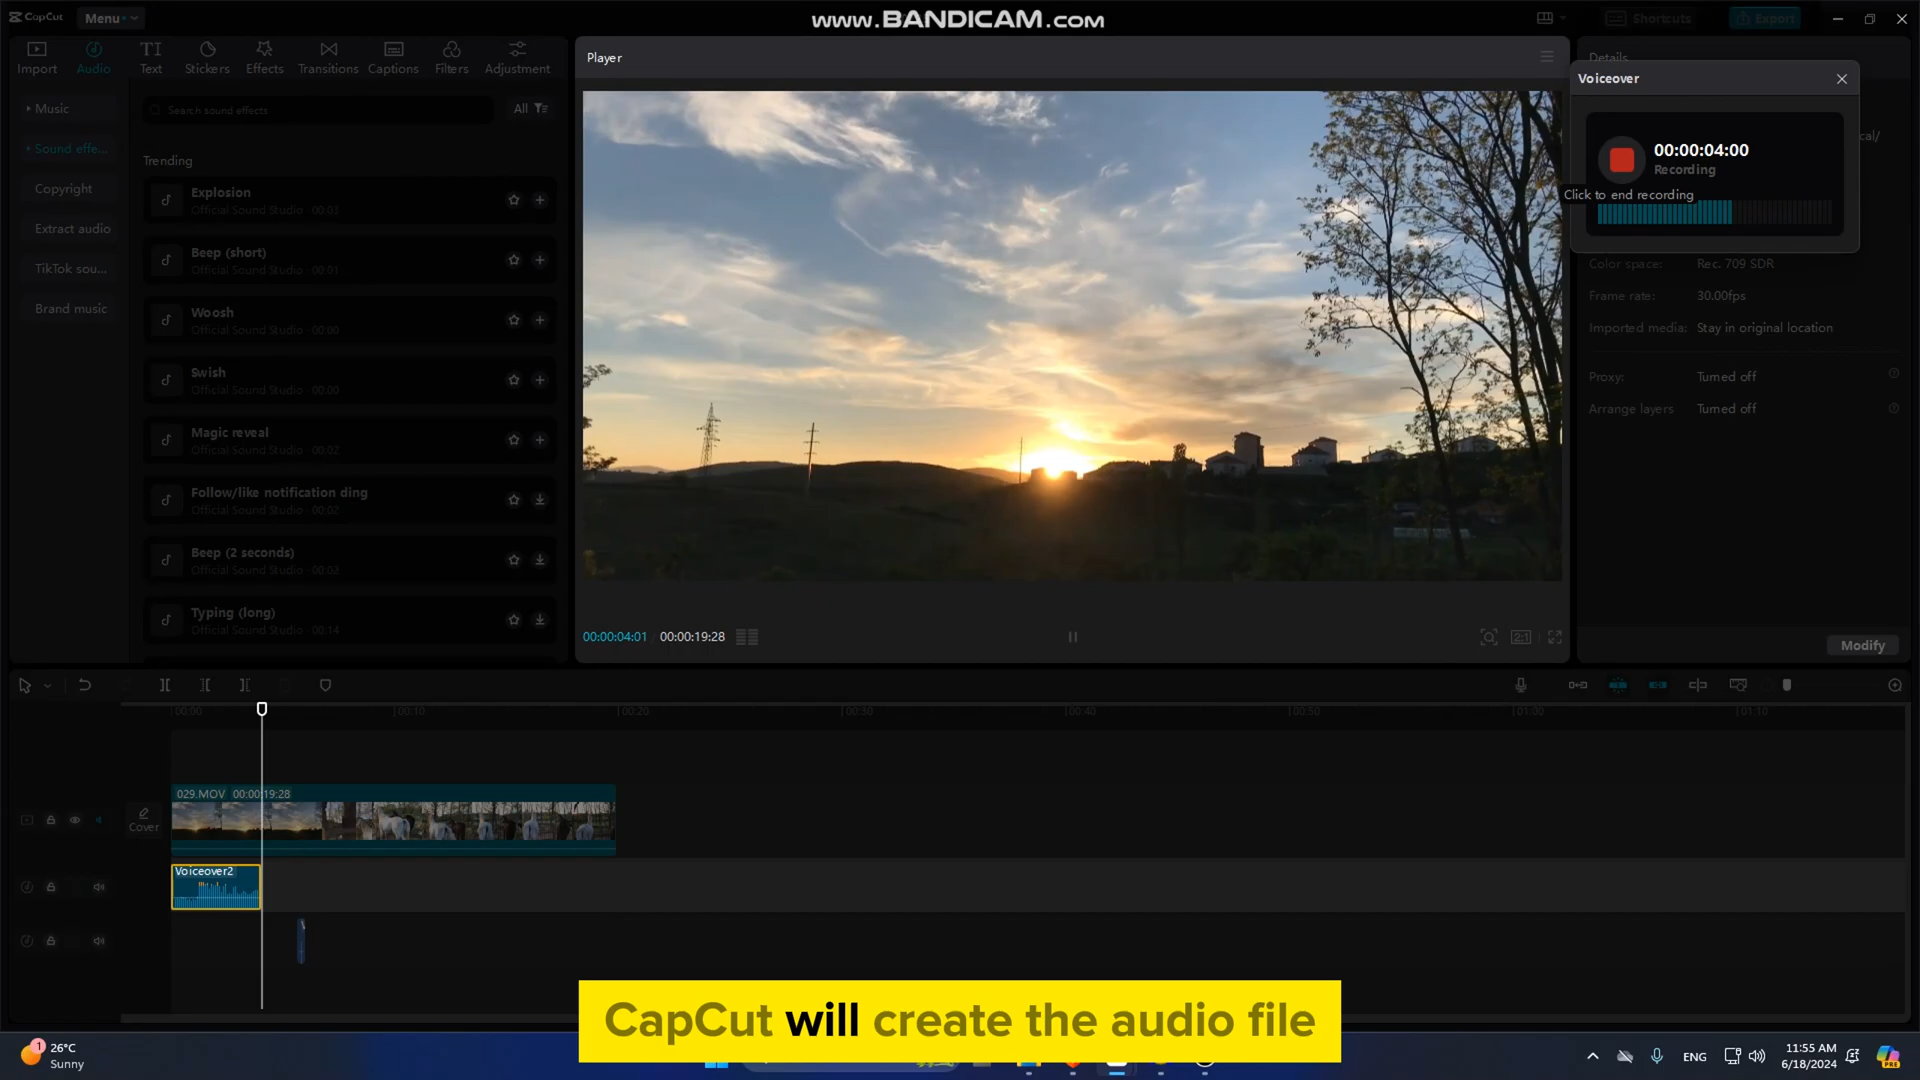 CapCut
Menu
www.BANDICAM.com
Shortcuts
Export
Import
Audio
Text
Stickers
Effects
Transitions
Captions
Filters
Adjustment
Player
Details
Voiceover
Music
Search sound effects
All
Sound effe...
Trending
Copyright
Extract audio
TikTok sou...
Brand music
Explosion
Official Sound Studio · 00:03
Beep (short)
Official Sound Studio · 00:01
Woosh
Official Sound Studio · 00:00
Swish
Official Sound Studio · 00:00
Magic reveal
Official Sound Studio · 00:02
Follow/like notification ding
Official Sound Studio · 00:02
Beep (2 seconds)
Official Sound Studio · 00:02
Typing (long)
Official Sound Studio · 00:14
cal/
00:00:04:00
Recording
Click to end recording
Color space: Rec. 709 SDR
Frame rate: 30.00fps
Imported media: Stay in original location
Proxy: Turned off
Arrange layers Turned off
Modify
00:00:04:01 / 00:00:19:28
2:1
00:00
00:10
00:20
00:30
00:40
00:50
01:00
01:10
029.MOV 00:00:19:28
Cover
Voiceover2
CapCut will create the audio file
1
26°C
Sunny
ENG
11:55 AM
6/18/2024
PRE